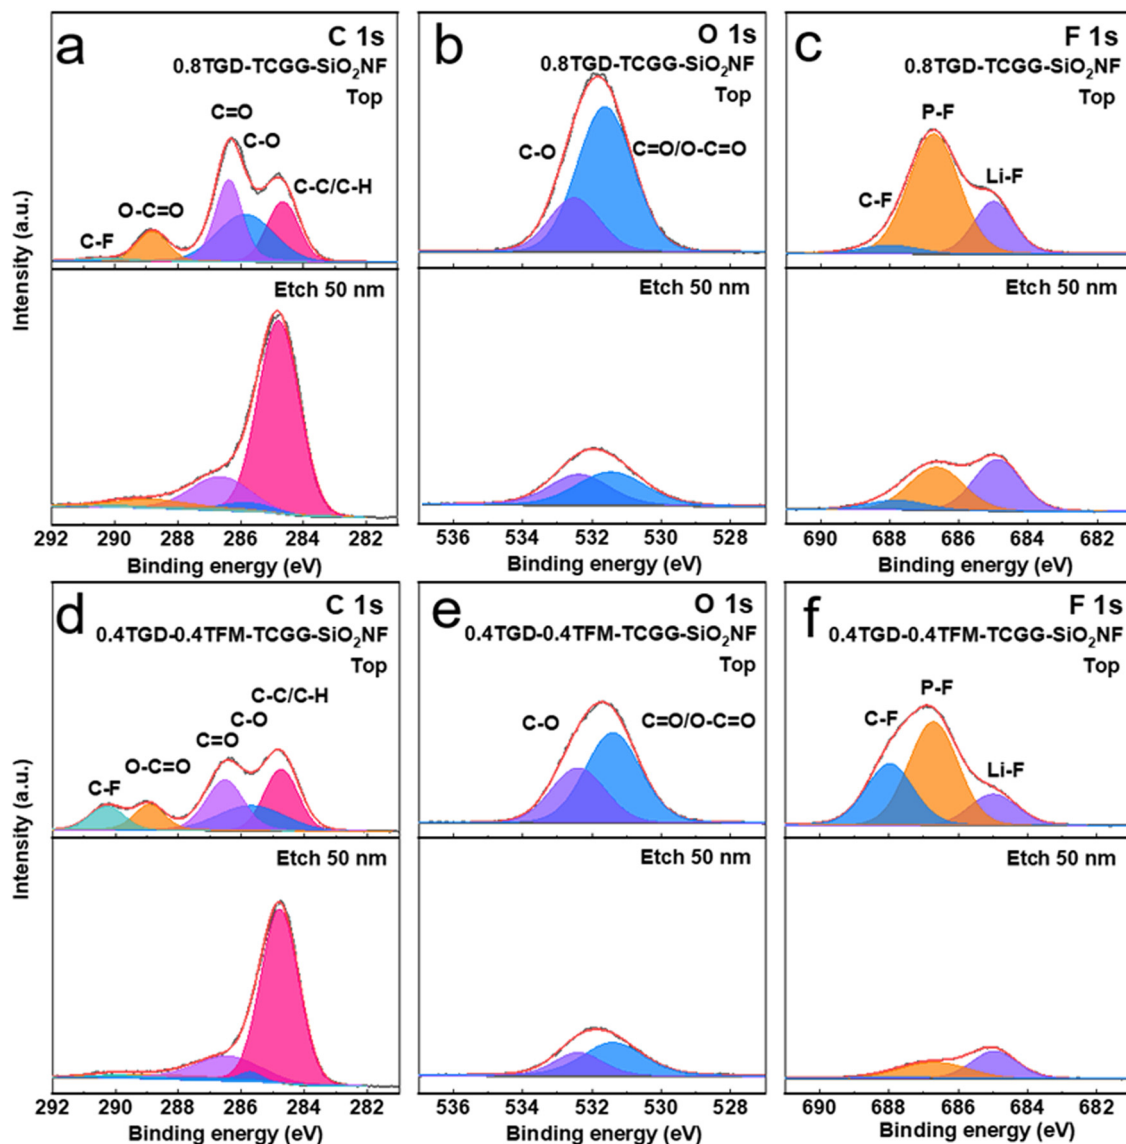 a
C 1s
0.8TGD-TCGG-SiO₂NF
Top
C=O
C-O
C-C/C-H
O-C=O
C-F
Etch 50 nm
292 290 288 286 284 282
Binding energy (eV)
b
O 1s
0.8TGD-TCGG-SiO₂NF
Top
C-O
C=O/O-C=O
Etch 50 nm
536 534 532 530 528
Binding energy (eV)
c
F 1s
0.8TGD-TCGG-SiO₂NF
Top
P-F
Li-F
C-F
Etch 50 nm
690 688 686 684 682
Binding energy (eV)
Intensity (a.u.)
d
C 1s
0.4TGD-0.4TFM-TCGG-SiO₂NF
Top
C-C/C-H
C-O
C=O
O-C=O
C-F
Etch 50 nm
292 290 288 286 284 282
Binding energy (eV)
e
O 1s
0.4TGD-0.4TFM-TCGG-SiO₂NF
Top
C-O
C=O/O-C=O
Etch 50 nm
536 534 532 530 528
Binding energy (eV)
f
F 1s
0.4TGD-0.4TFM-TCGG-SiO₂NF
Top
P-F
C-F
Li-F
Etch 50 nm
690 688 686 684 682
Binding energy (eV)
Intensity (a.u.)